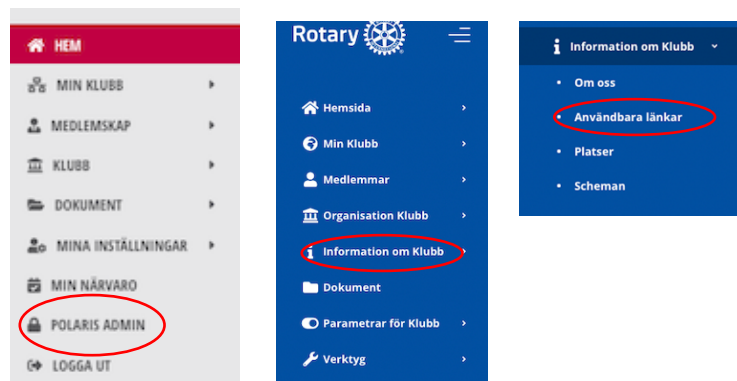 HEM
MIN KLUBB
MEDLEMSKAP
KLUBB
DOKUMENT
MINA INSTÄLLNINGAR
MIN NÄRVARO
POLARIS ADMIN
LOGGA UT
Rotary
Hemsida
Min Klubb
Medlemmar
Organisation Klubb
Information om Klubb
Dokument
Parametrar för Klubb
Verktyg
Information om Klubb
Om oss
Användbara länkar
Platser
Scheman